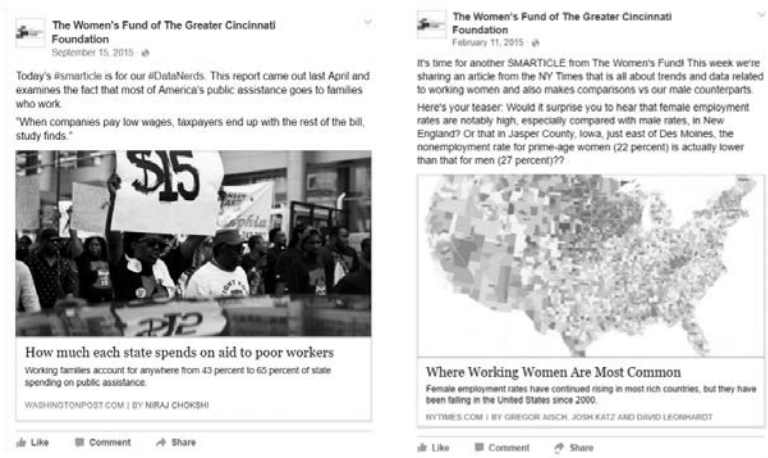 The Women's Fund of The Greater Cincinnati
Foundation
September 15, 2015
Today's #smarticle is for our #DataNerds. This report came out last April and
examines the fact that most of America's public assistance goes to families
who work.
"When companies pay low wages, taxpayers end up with the rest of the bill,
study finds."
$15
How much each state spends on aid to poor workers
Working families account for anywhere from 43 percent to 65 percent of state
spending on public assistance.
WASHINGTONPOST.COM | BY NIRAJ CHOKSHI
Like Comment Share
The Women's Fund of The Greater Cincinnati
Foundation
February 11, 2015
It's time for another SMARTICLE from The Women's Fund! This week we're
sharing an article from the NY Times that is all about trends and data related
to working women and also makes comparisons vs our male counterparts.
Here's your teaser: Would it surprise you to hear that female employment
rates are notably high, especially compared with male rates, in New
England? Or that in Jasper County, Iowa, just east of Des Moines, the
nonemployment rate for prime-age women (22 percent) is actually lower
than that for men (27 percent)??
Where Working Women Are Most Common
Female employment rates have continued rising in most rich countries, but they have
been falling in the United States since 2000.
NYTIMES.COM | BY GREGOR AISCH, JOSH KATZ AND DAVID LEONHARDT
Like Comment Share